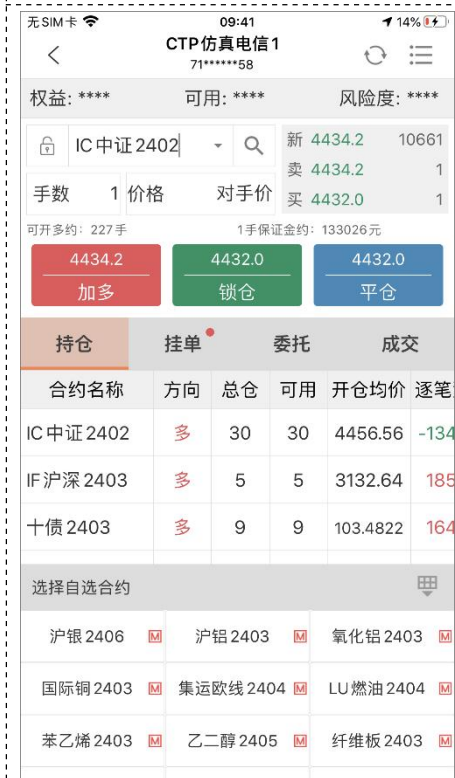 无SIM卡 09:41 14%
CTP仿真电信1
71******58
权益: **** 可用: **** 风险度: ****
IC中证2402 新 4434.2 10661
卖 4434.2 1
手数 1 价格 对手价 买 4432.0 1
可开多约: 227手 1手保证金约: 133026元
4434.2 4432.0 4432.0
加多 锁仓 平仓
持仓 挂单 委托 成交
合约名称 方向 总仓 可用 开仓均价 逐笔
IC中证2402 多 30 30 4456.56 -134
IF沪深2403 多 5 5 3132.64 185
十债2403 多 9 9 103.4822 164
选择自选合约
沪银2406 M 沪铝2403 M 氧化铝2403 M
国际铜2403 M 集运欧线2404 M LU燃油2404 M
苯乙烯2403 M 乙二醇2405 M 纤维板2403 M